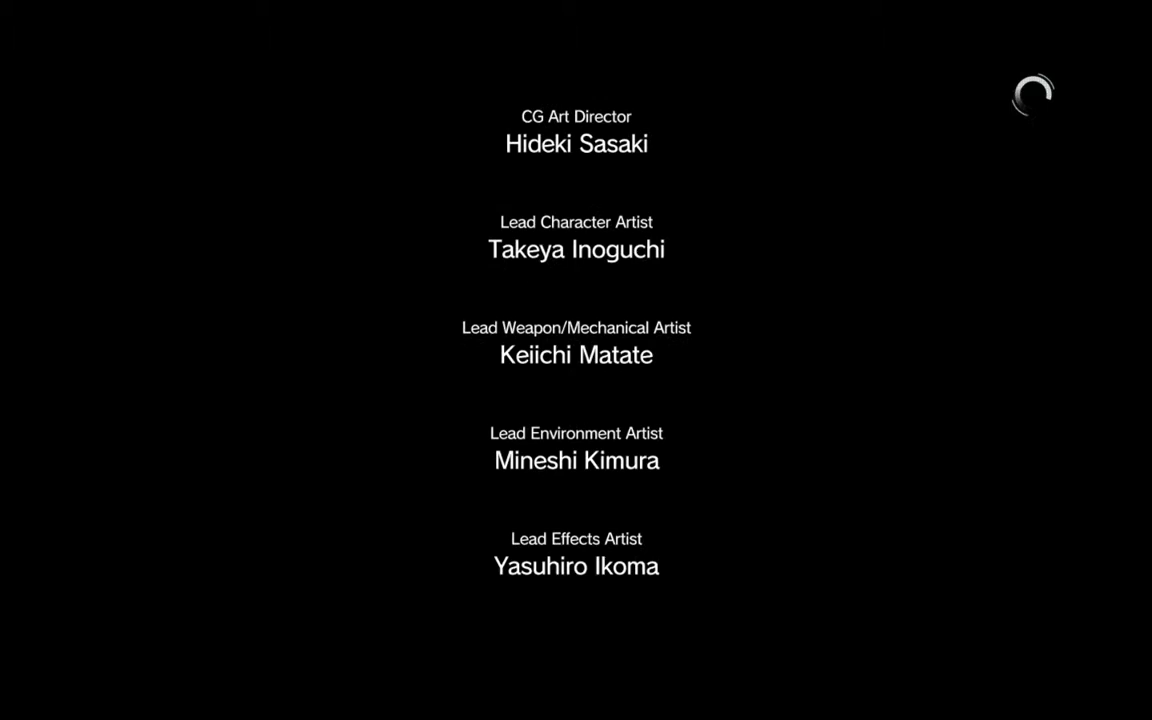 CG Art Director
Hideki Sasaki
Lead Character Artist
Takeya Inoguchi
Lead Weapon/Mechanical Artist
Keiichi Matate
Lead Environment Artist
Mineshi Kimura
Lead Effects Artist
Yasuhiro Ikoma